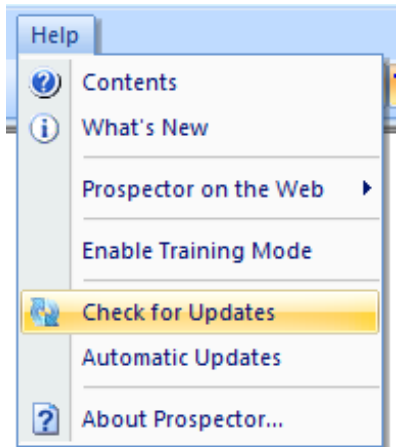 Help
Contents
What's New
Prospector on the Web
Enable Training Mode
Check for Updates
Automatic Updates
About Prospector...